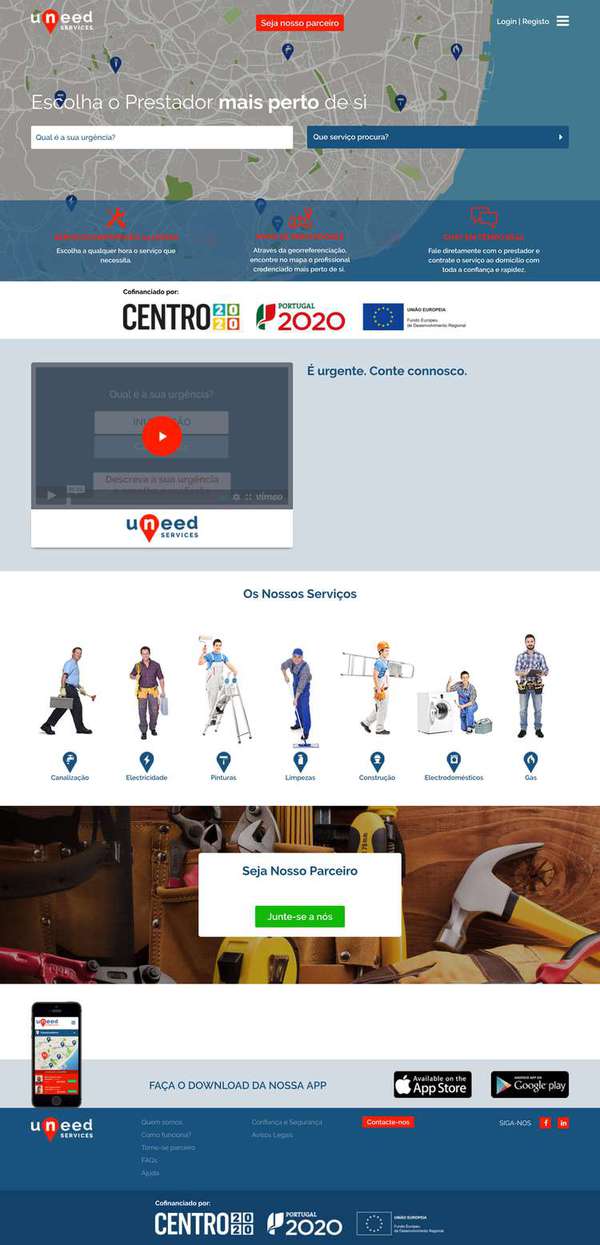 uneed
SERVICES
Seja nosso parceiro
Login | Registo
Escolha o Prestador mais perto de si
Qual é a sua urgência?
Que serviço procura?
Escolha a qualquer hora o serviço que
necessita.
Através da georreferenciação,
encontre no mapa o profissional
credenciado mais perto de si.
CHAT EM TEMPO REAL
Fale diretamente com o prestador e
contrate o serviço ao domicílio com
toda a confiança e rapidez.
Cofinanciado por:
CENTRO 2020
PORTUGAL
2020
UNIÃO EUROPEIA
Fundo Europeu
de Desenvolvimento Regional
É urgente. Conte connosco.
Qual é a sua urgência?
Descreva a sua urgência
vimeo
uneed
SERVICES
Os Nossos Serviços
Canalização
Electricidade
Pinturas
Limpezas
Construção
Electrodomésticos
Gás
Seja Nosso Parceiro
Junte-se a nós
uneed
FAÇA O DOWNLOAD DA NOSSA APP
Available on the
App Store
ANDROID APP ON
Google play
uneed
SERVICES
Quem somos
Como funciona?
Torne-se parceiro
FAQs
Ajuda
Confiança e Segurança
Avisos Legais
Contacte-nos
SIGA-NOS
f
in
Cofinanciado por:
CENTRO 2020
PORTUGAL
2020
UNIÃO EUROPEIA
Fundo Europeu
de Desenvolvimento Regional